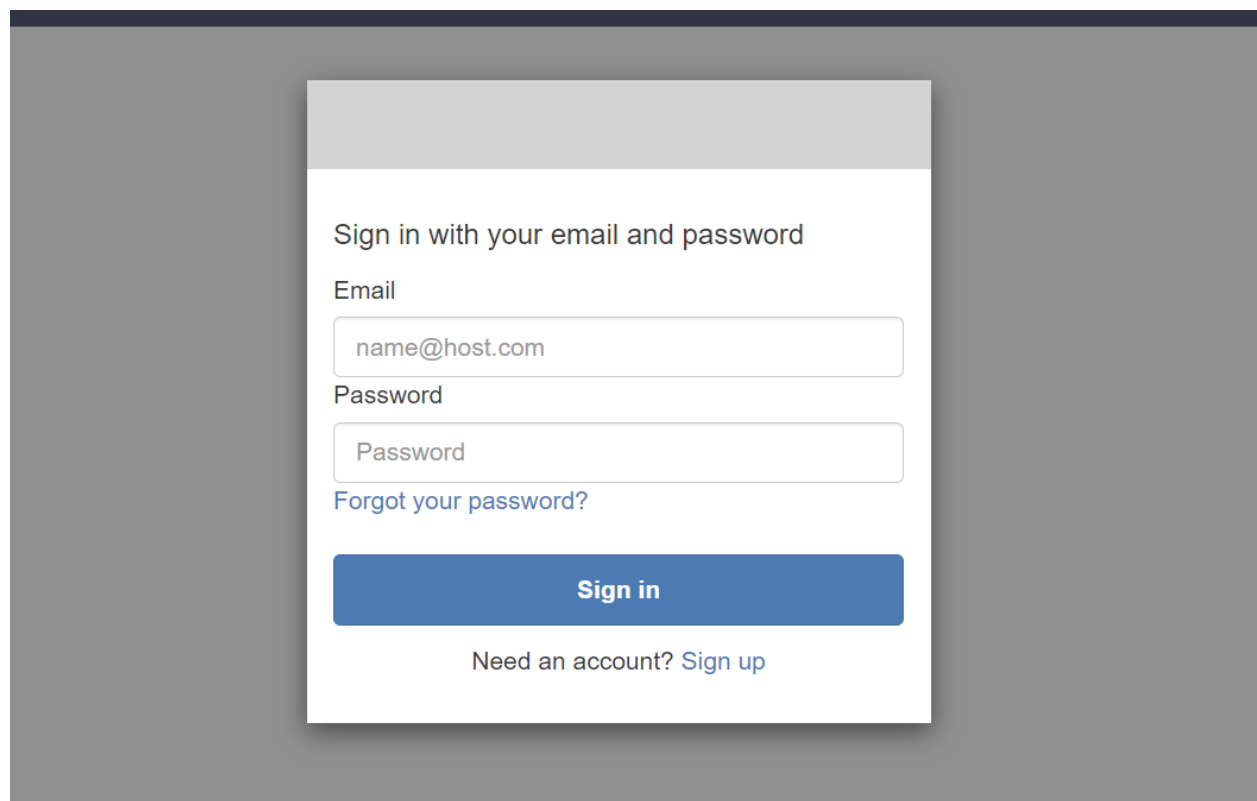 Sign in with your email and password
Email
name@host.com
Password
Password
Forgot your password?
Sign in
Need an account? Sign up